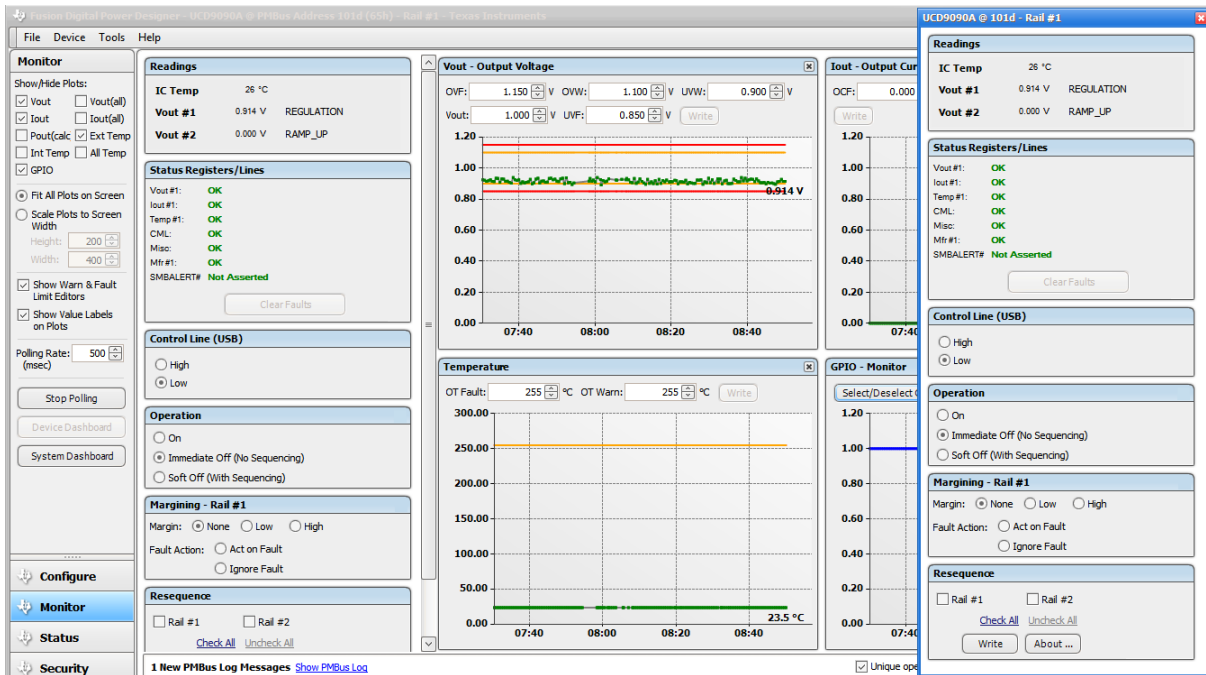 Fusion Digital Power Designer - UCD9090A @ PMBus Address 101d (65h) - Rail #1 - Texas Instruments
File Device Tools Help
Monitor
Show/Hide Plots:
Vout Vout(all)
Iout Iout(all)
Pout(calc Ext Temp
Int Temp All Temp
GPIO
Fit All Plots on Screen
Scale Plots to Screen
Width
Height: 200
Width: 400
Show Warn & Fault
Limit Editors
Show Value Labels
on Plots
Polling Rate: 500
(msec)
Stop Polling
Device Dashboard
System Dashboard
Configure
Monitor
Status
Security
Readings
IC Temp 26 °C
Vout #1 0.914 V REGULATION
Vout #2 0.000 V RAMP_UP
Status Registers/Lines
Vout #1: OK
Iout #1: OK
Temp #1: OK
CML: OK
Misc: OK
Mfr #1: OK
SMBALERT# Not Asserted
Clear Faults
Control Line (USB)
High
Low
Operation
On
Immediate Off (No Sequencing)
Soft Off (With Sequencing)
Margining - Rail #1
Margin: None Low High
Fault Action: Act on Fault
Ignore Fault
Resequence
Rail #1 Rail #2
Check All Uncheck All
Vout - Output Voltage
OVF: 1.150 V OVW: 1.100 V UVW: 0.900 V
Vout: 1.000 V UVF: 0.850 V Write
1.20
1.00
0.914 V
0.80
0.60
0.40
0.20
0.00
07:40 08:00 08:20 08:40
Iout - Output Cur
OCF: 0.000
Write
1.20
1.00
0.80
0.60
0.40
0.20
0.00
07:40
Temperature
OT Fault: 255 °C OT Warn: 255 °C Write
300.00
250.00
200.00
150.00
100.00
50.00
23.5 °C
0.00
07:40 08:00 08:20 08:40
GPIO - Monitor
Select/Deselect
1.20
1.00
0.80
0.60
0.40
0.20
0.00
07:40
1 New PMBus Log Messages Show PMBus Log
Unique ope
UCD9090A @ 101d - Rail #1
Readings
IC Temp 26 °C
Vout #1 0.914 V REGULATION
Vout #2 0.000 V RAMP_UP
Status Registers/Lines
Vout #1: OK
Iout #1: OK
Temp #1: OK
CML: OK
Misc: OK
Mfr #1: OK
SMBALERT# Not Asserted
Clear Faults
Control Line (USB)
High
Low
Operation
On
Immediate Off (No Sequencing)
Soft Off (With Sequencing)
Margining - Rail #1
Margin: None Low High
Fault Action: Act on Fault
Ignore Fault
Resequence
Rail #1 Rail #2
Check All Uncheck All
Write About ...